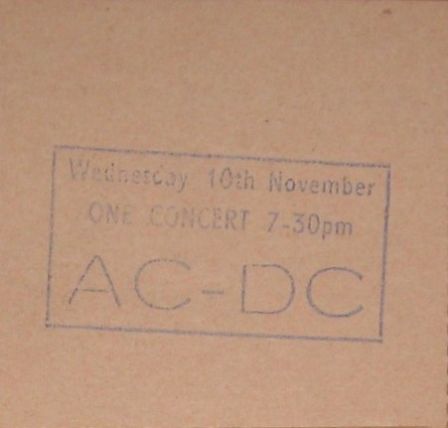 Wednesday 10th November
ONE CONCERT 7-30pm
AC-DC